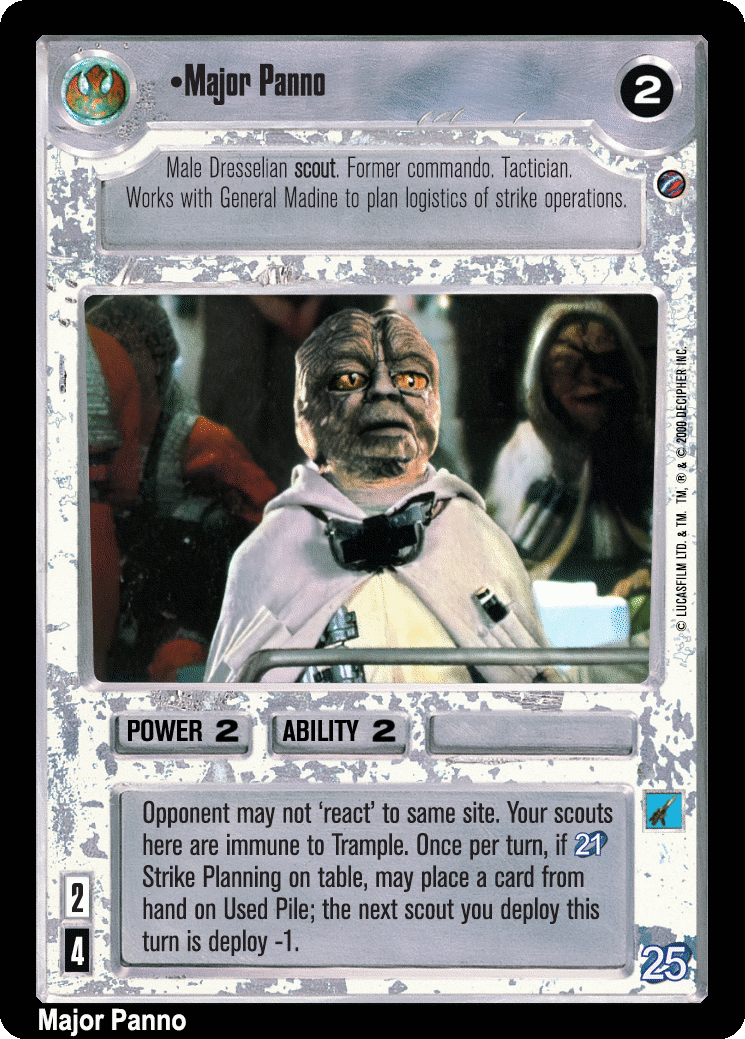 •Major Panno
2
Male Dresselian scout. Former commando. Tactician.
Works with General Madine to plan logistics of strike operations.
© LUCASFILM LTD. & TM. TM, ® & © 2000 DECIPHER INC.
POWER 2
ABILITY 2
Opponent may not ‘react’ to same site. Your scouts
here are immune to Trample. Once per turn, if 21
Strike Planning on table, may place a card from
hand on Used Pile; the next scout you deploy this
turn is deploy -1.
2
4
25
Major Panno